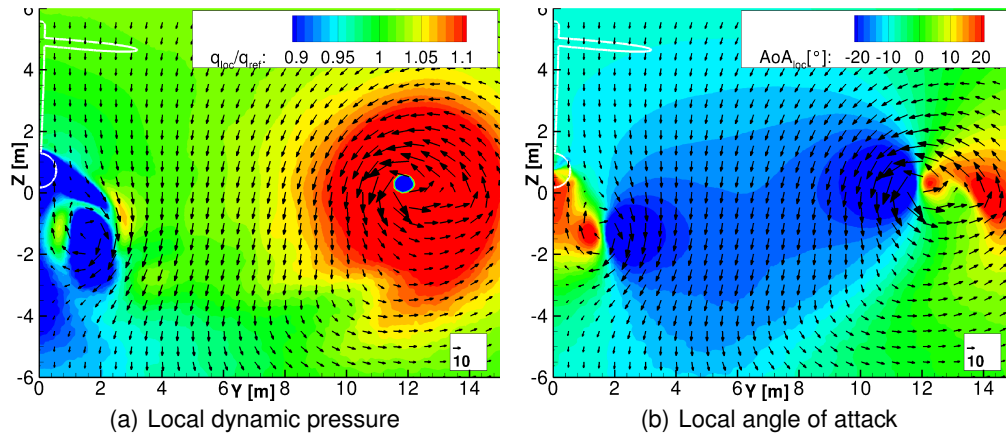 6
4
2
0
-2
-4
-6
Z [m]
q_loc/q_ref: 0.9 0.95 1 1.05 1.1
10
0 2 4 6 8 10 12 14
Y [m]
(a) Local dynamic pressure
6
4
2
0
-2
-4
-6
Z [m]
AoA_loc[°]: -20 -10 0 10 20
10
0 2 4 6 8 10 12 14
Y [m]
(b) Local angle of attack